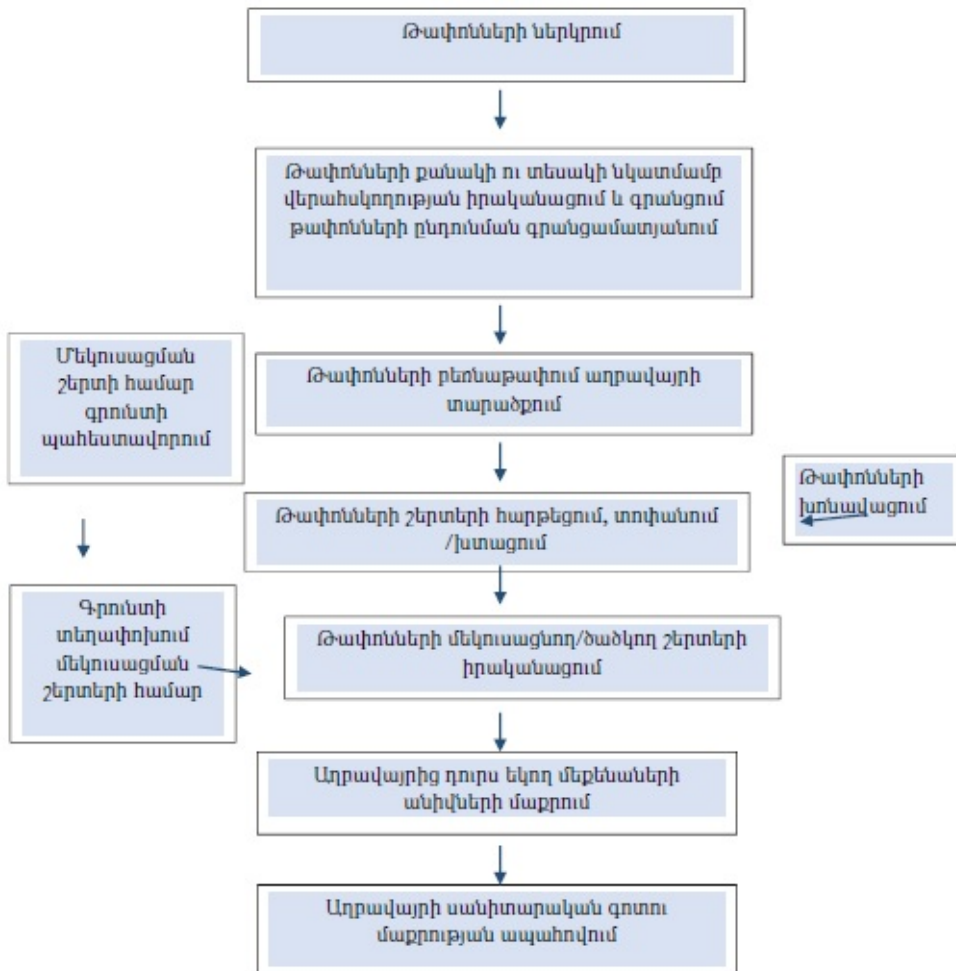 Թափոնների ներկրում
Թափոնների քանակի ու տեսակի նկատմամբ
վերահսկողության իրականացում և գրանցում
թափոնների ընդունման գրանցամատյանում
Մեկուսացման
շերտի համար
գրունտի
պահեստավորում
Թափոնների բեռնաթափում աղբավայրի
տարածքում
Թափոնների
խոնավացում
Թափոնների շերտերի հարթեցում, տոփանում
/խտացում
Գրունտի
տեղափոխում
մեկուսացման
շերտերի համար
Թափոնների մեկուսացնող/ծածկող շերտերի
իրականացում
Աղբավայրից դուրս եկող մեքենաների
անիվների մաքրում
Աղբավայրի սանիտարական գոտու
մաքրության ապահովում